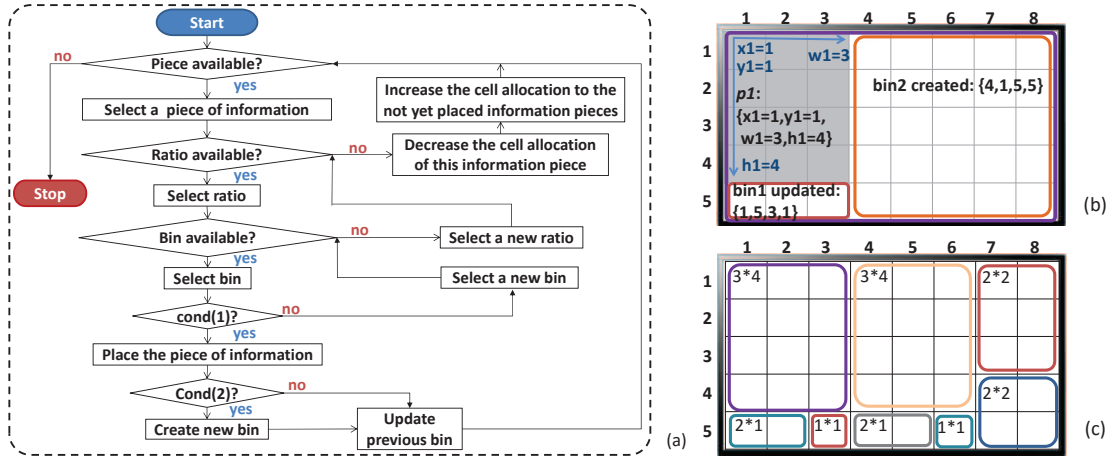 Start
no
Piece available?
yes
Select a piece of information
Increase the cell allocation to the
not yet placed information pieces
Ratio available?
no
Decrease the cell allocation
of this information piece
yes
Stop
Select ratio
Bin available?
no
Select a new ratio
yes
Select bin
Select a new bin
cond(1)?
no
yes
Place the piece of information
Cond(2)?
no
yes
Create new bin
Update
previous bin
(a)
1 2 3 4 5 6 7 8
1
2
3
4
5
x1=1
y1=1
w1=3
p1:
{x1=1,y1=1,
w1=3,h1=4}
h1=4
bin1 updated:
{1,5,3,1}
bin2 created: {4,1,5,5}
(b)
1 2 3 4 5 6 7 8
1
2
3
4
5
3*4 3*4 2*2
2*2
2*1 1*1 2*1 1*1
(c)